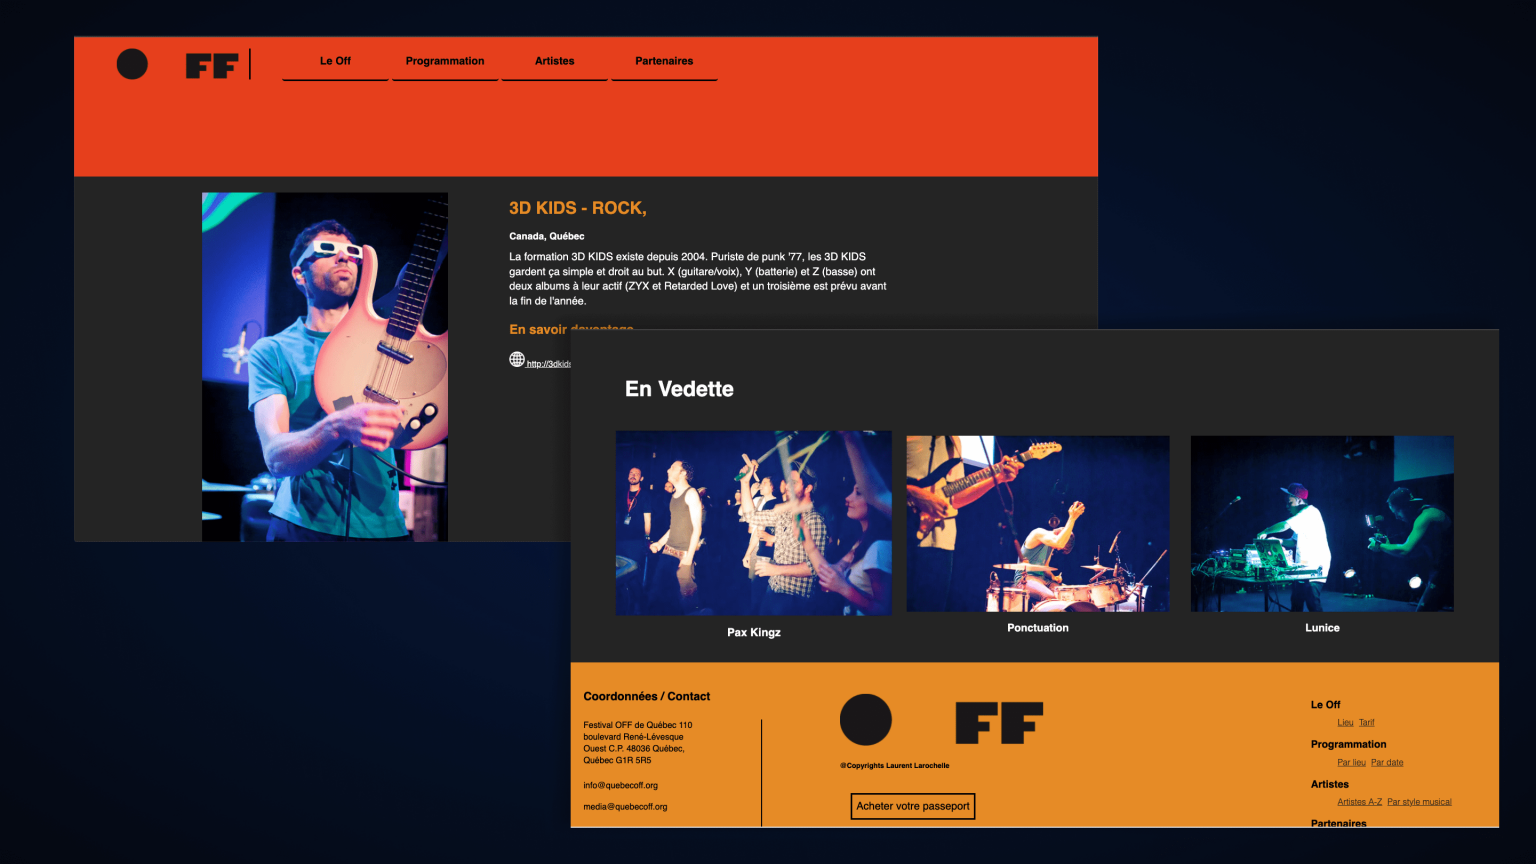 FF
Le Off
Programmation
Artistes
Partenaires
3D KIDS - ROCK,
Canada, Québec
La formation 3D KIDS existe depuis 2004. Puriste de punk '77, les 3D KIDS
gardent ça simple et droit au but. X (guitare/voix), Y (batterie) et Z (basse) ont
deux albums à leur actif (ZYX et Retarded Love) et un troisième est prévu avant
la fin de l'année.
En savoir davantage
http://3dkids
En Vedette
Pax Kingz
Ponctuation
Lunice
Coordonnées / Contact
Festival OFF de Québec 110
boulevard René-Lévesque
Ouest C.P. 48036 Québec,
Québec G1R 5R5
info@quebecoff.org
media@quebecoff.org
FF
@Copyrights Laurent Larochelle
Acheter votre passeport
Le Off
Lieu Tarif
Programmation
Par lieu Par date
Artistes
Artistes A-Z Par style musical
Partenaires